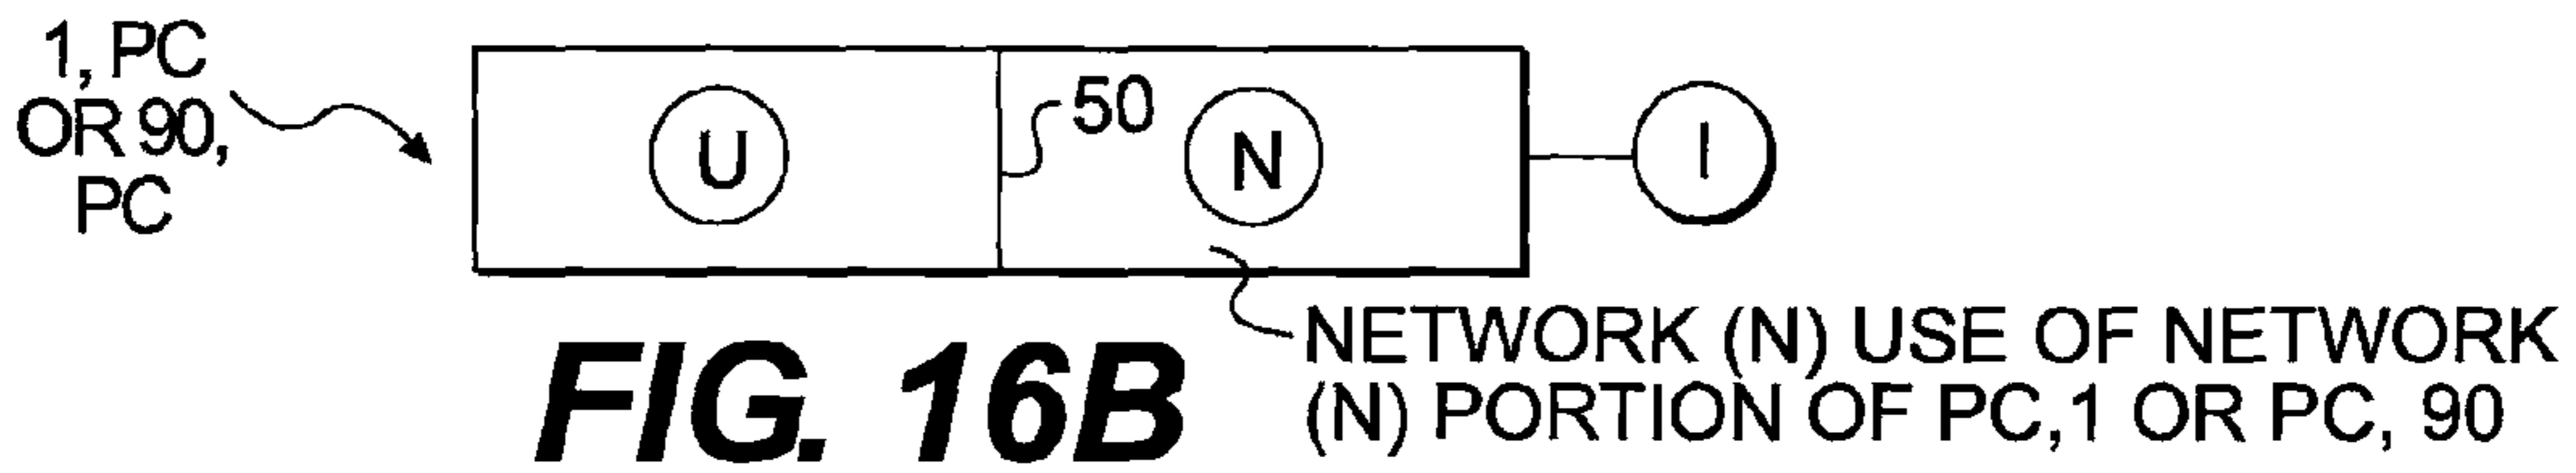 1, PC
OR 90,
PC
U
50
N
I
NETWORK (N) USE OF NETWORK
(N) PORTION OF PC,1 OR PC, 90
FIG. 16B